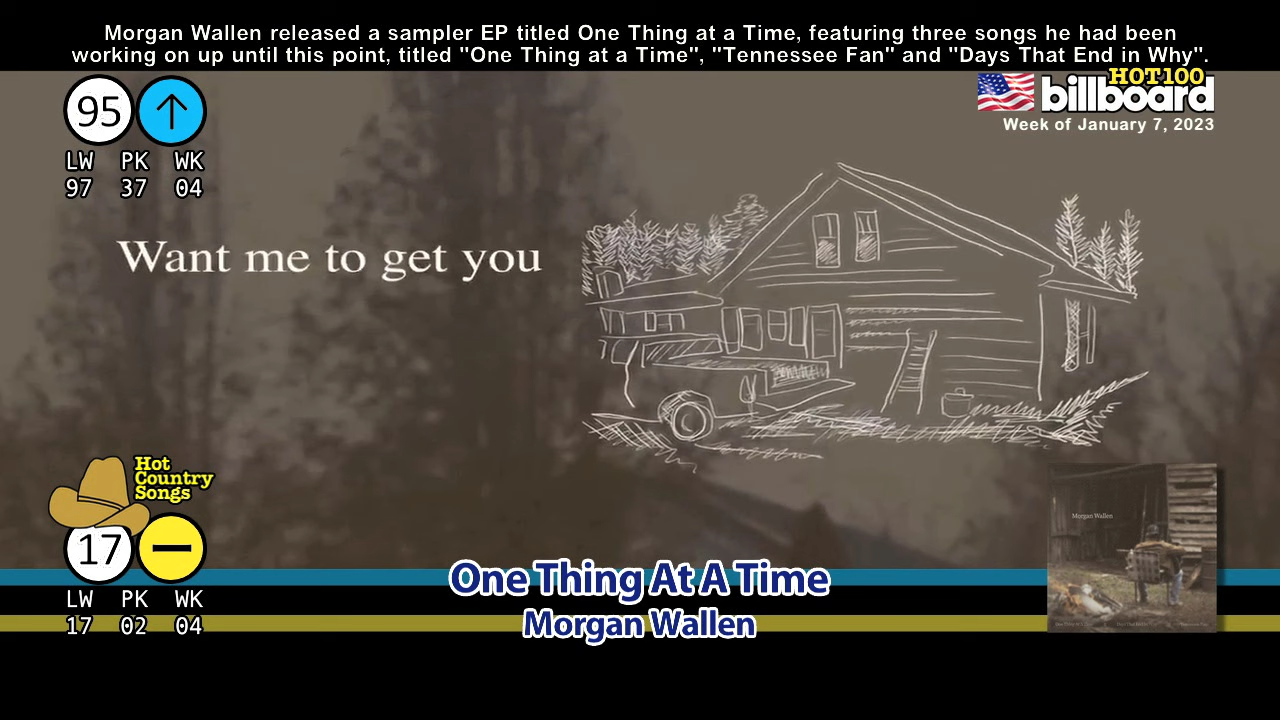 Morgan Wallen released a sampler EP titled One Thing at a Time, featuring three songs he had been
working on up until this point, titled "One Thing at a Time", "Tennessee Fan" and "Days That End in Why".
95
LW PK WK
97 37 04
HOT 100
billboard
Week of January 7, 2023
Want me to get you
Hot
Country
Songs
17
LW PK WK
17 02 04
One Thing At A Time
Morgan Wallen
Morgan Wallen